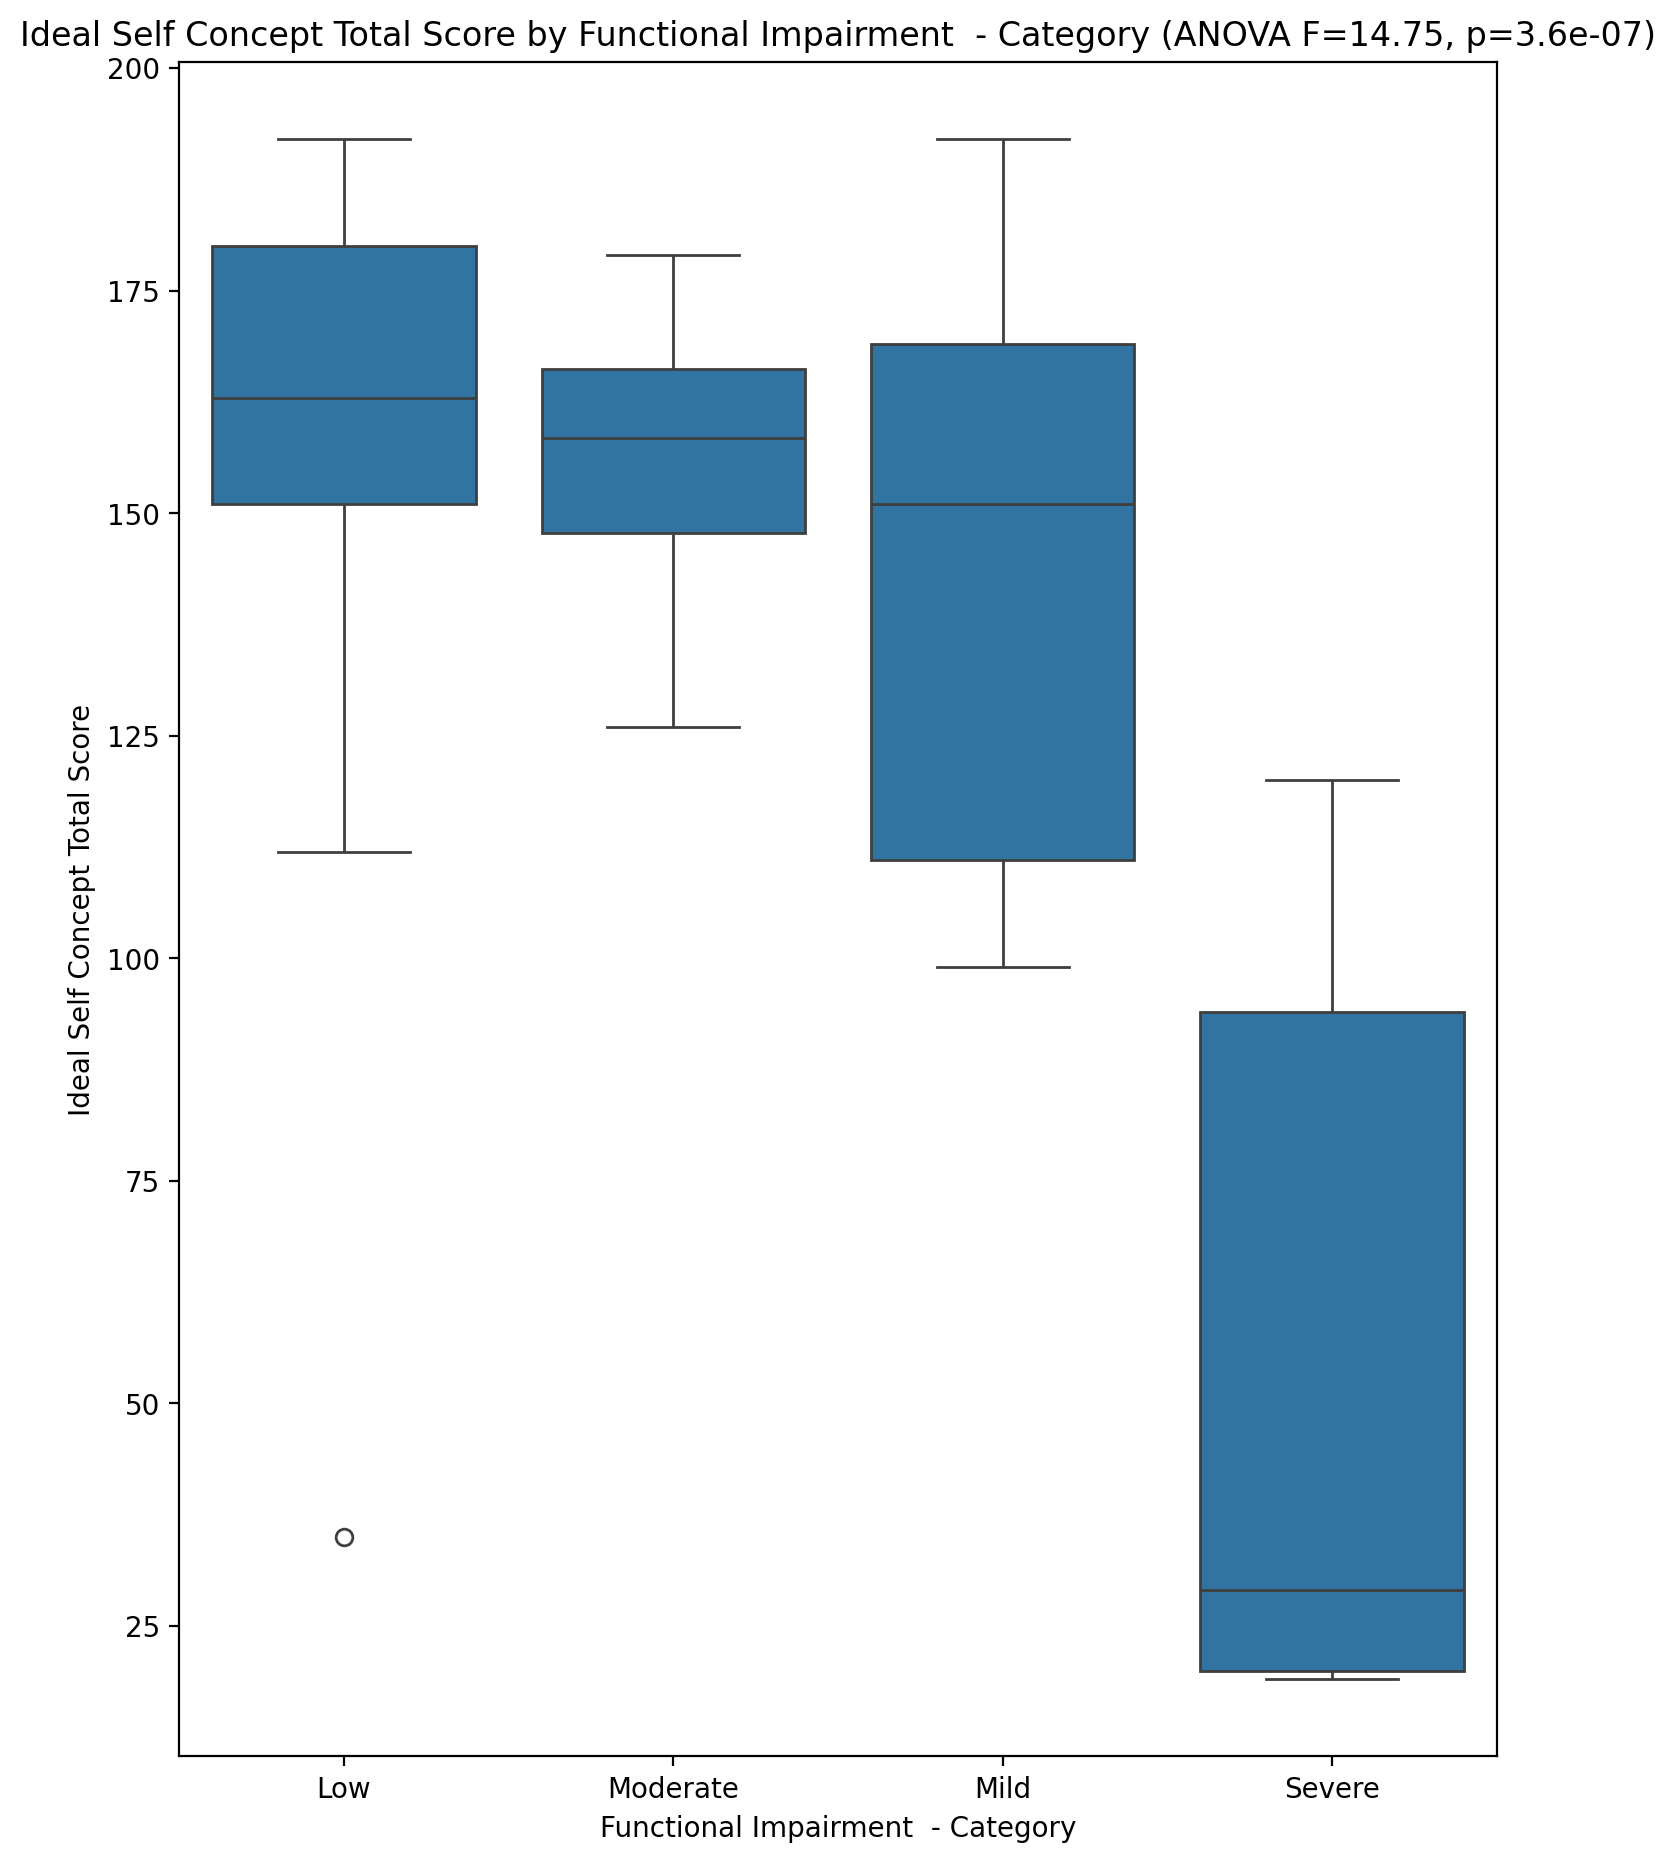 Ideal Self Concept Total Score by Functional Impairment  - Category (ANOVA F=14.75, p=3.6e-07)
200
175
150
125
100
75
50
25
Ideal Self Concept Total Score
Low
Moderate
Mild
Severe
Functional Impairment  - Category